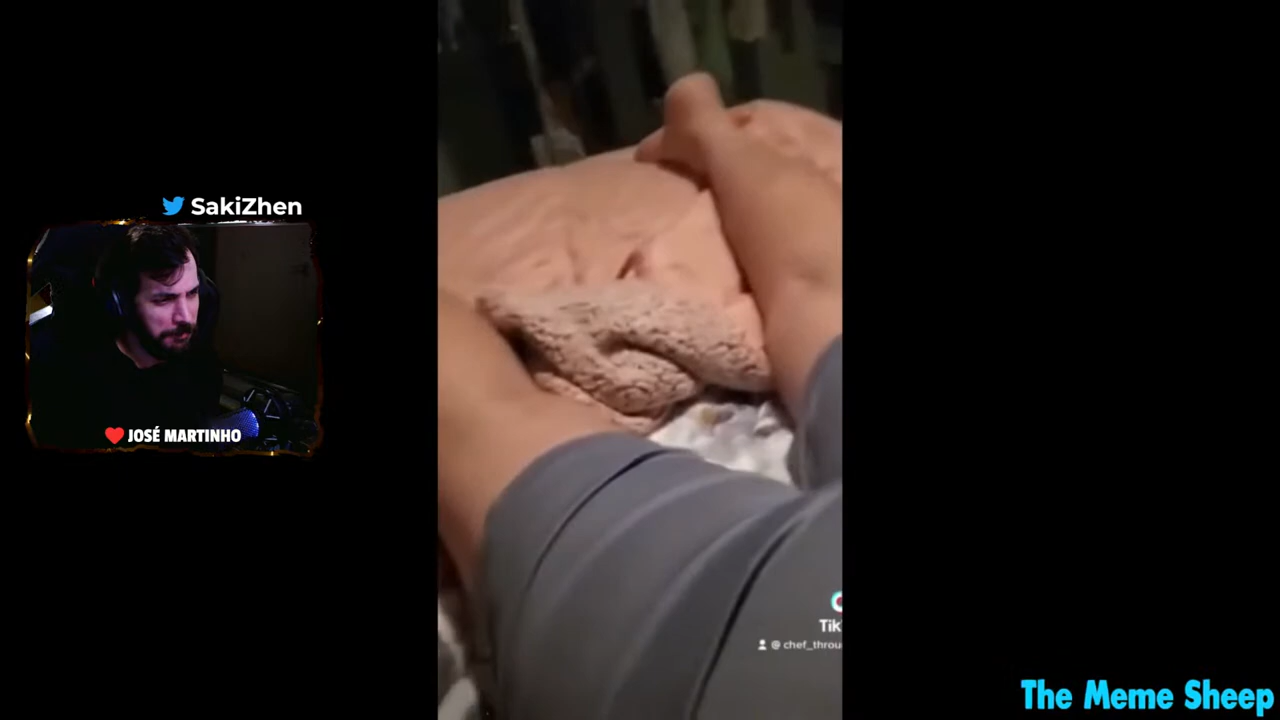 SakiZhen
JOSÉ MARTINHO
Tik
@ chef_throu
The Meme Sheep